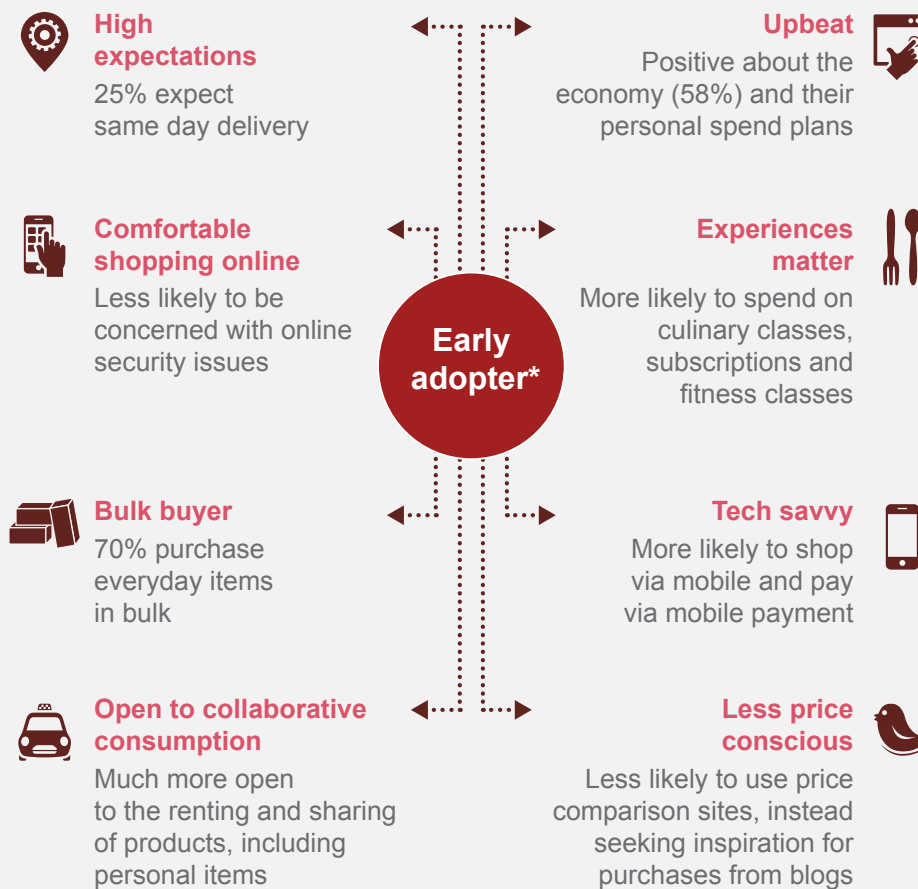 High
expectations
25% expect
same day delivery
Upbeat
Positive about the
economy (58%) and their
personal spend plans
Comfortable
shopping online
Less likely to be
concerned with online
security issues
Experiences
matter
More likely to spend on
culinary classes,
subscriptions and
fitness classes
Early
adopter*
Bulk buyer
70% purchase
everyday items
in bulk
Tech savvy
More likely to shop
via mobile and pay
via mobile payment
Open to collaborative
consumption
Much more open
to the renting and sharing
of products, including
personal items
Less price
conscious
Less likely to use price
comparison sites, instead
seeking inspiration for
purchases from blogs